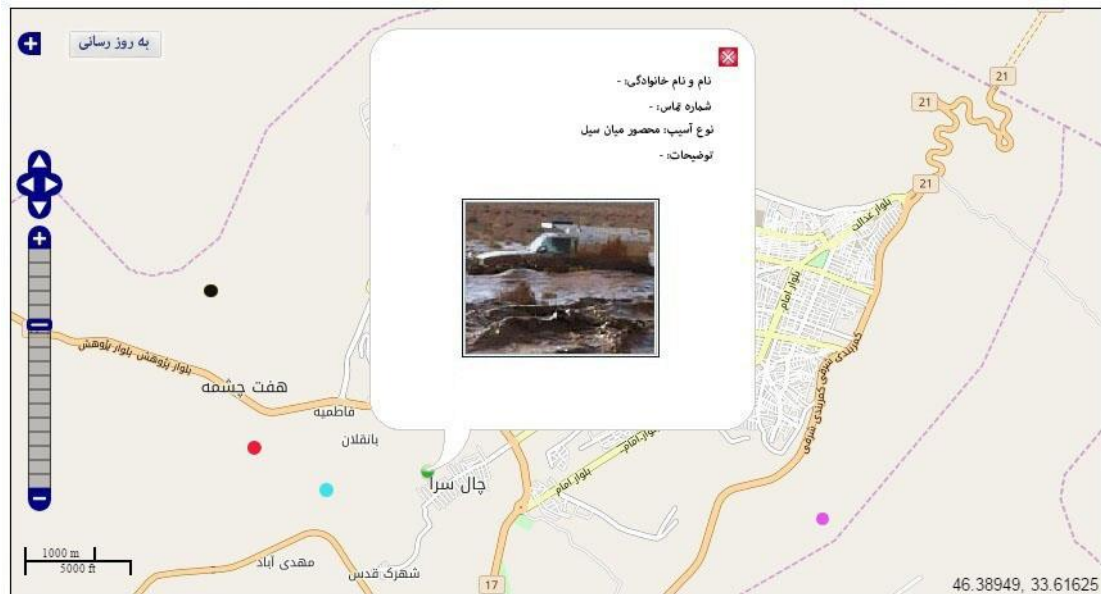 به روز رسانی
نام و نام خانوادگی: -
شماره تماس: -
نوع آسیب: محصور میان سیل
توضیحات: -
21
21
21
بلوار عدالت
بلوار امام
کمربندی شرقی کمربندی شرقی
بلوار پژوهش بلوار پژوهش
هفت چشمه
فاطمیه
بانقلان
بلوار امام
چال سرا
بلوار امام
مهدی آباد
شهرک قدس
17
1000 m
5000 ft
46.38949, 33.61625